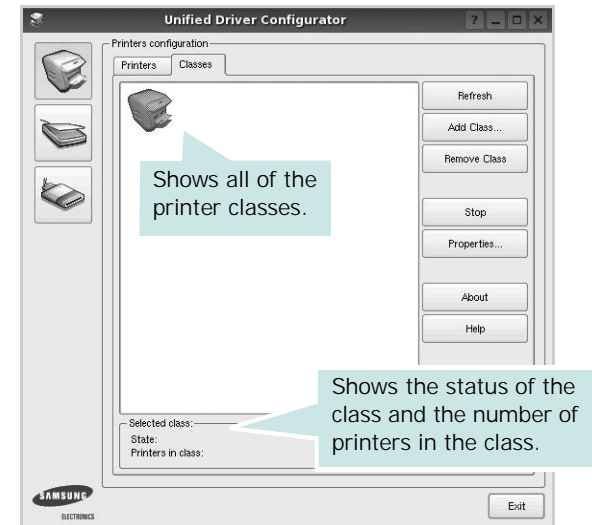 Unified Driver Configurator
Printers configuration
Printers Classes
Refresh
Add Class...
Remove Class
Shows all of the
printer classes.
Stop
Properties...
About
Help
Shows the status of the
class and the number of
printers in the class.
Selected class:
State:
Printers in class:
SAMSUNG
ELECTRONICS
Exit